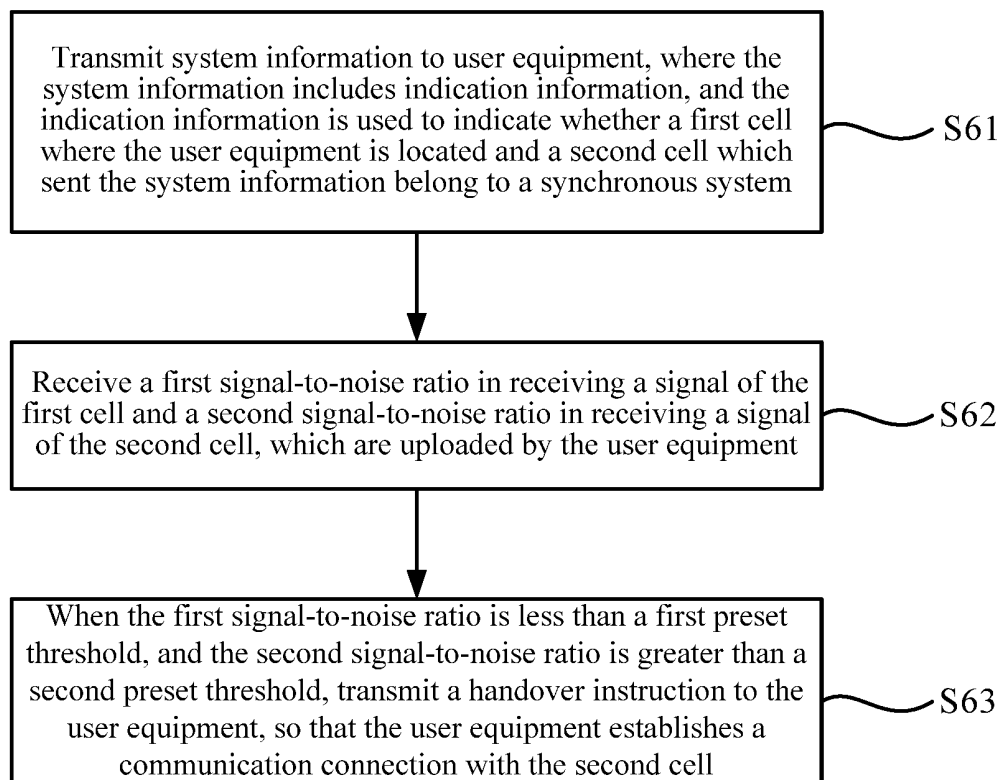 Transmit system information to user equipment, where the
system information includes indication information, and the
indication information is used to indicate whether a first cell
where the user equipment is located and a second cell which
sent the system information belong to a synchronous system
S61
Receive a first signal-to-noise ratio in receiving a signal of the
first cell and a second signal-to-noise ratio in receiving a signal
of the second cell, which are uploaded by the user equipment
S62
When the first signal-to-noise ratio is less than a first preset
threshold, and the second signal-to-noise ratio is greater than a
second preset threshold, transmit a handover instruction to the
user equipment, so that the user equipment establishes a
communication connection with the second cell
S63